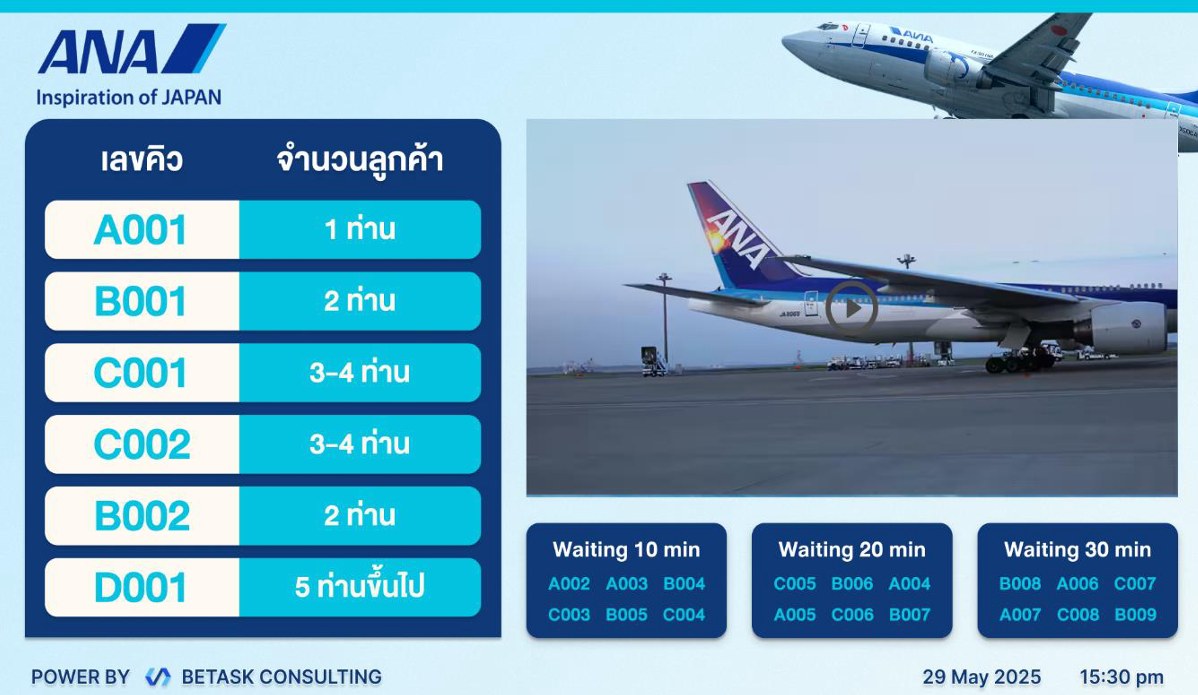 ANA
Inspiration of JAPAN
ANA
เลขคิว จำนวนลูกค้า
A001 1 ท่าน
B001 2 ท่าน
C001 3-4 ท่าน
C002 3-4 ท่าน
B002 2 ท่าน
D001 5 ท่านขึ้นไป
ANA
Waiting 10 min
A002 A003 B004
C003 B005 C004
Waiting 20 min
C005 B006 A004
A005 C006 B007
Waiting 30 min
B008 A006 C007
A007 C008 B009
POWER BY BETASK CONSULTING
29 May 2025 15:30 pm